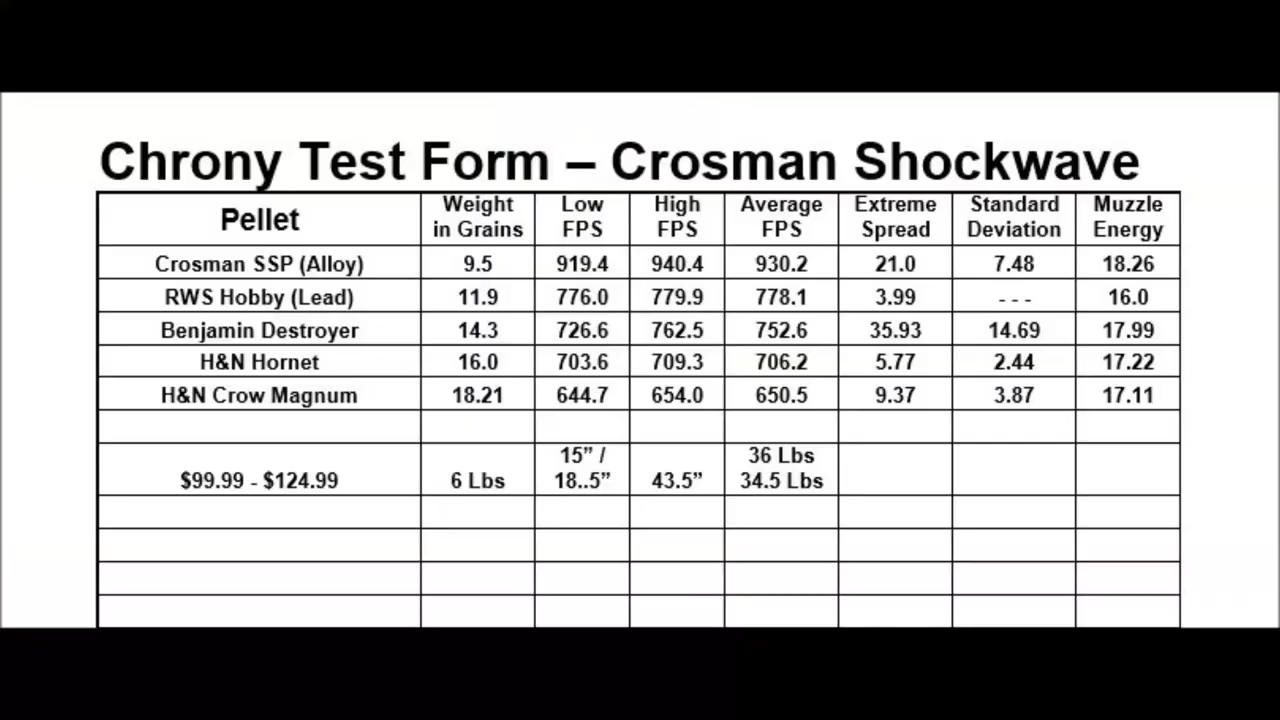 Chrony Test Form – Crosman Shockwave
Pellet Weight in Grains Low FPS High FPS Average FPS Extreme Spread Standard Deviation Muzzle Energy
Crosman SSP (Alloy) 9.5 919.4 940.4 930.2 21.0 7.48 18.26
RWS Hobby (Lead) 11.9 776.0 779.9 778.1 3.99 - - - 16.0
Benjamin Destroyer 14.3 726.6 762.5 752.6 35.93 14.69 17.99
H&N Hornet 16.0 703.6 709.3 706.2 5.77 2.44 17.22
H&N Crow Magnum 18.21 644.7 654.0 650.5 9.37 3.87 17.11
$99.99 - $124.99 6 Lbs 15” / 18..5” 43.5” 36 Lbs 34.5 Lbs